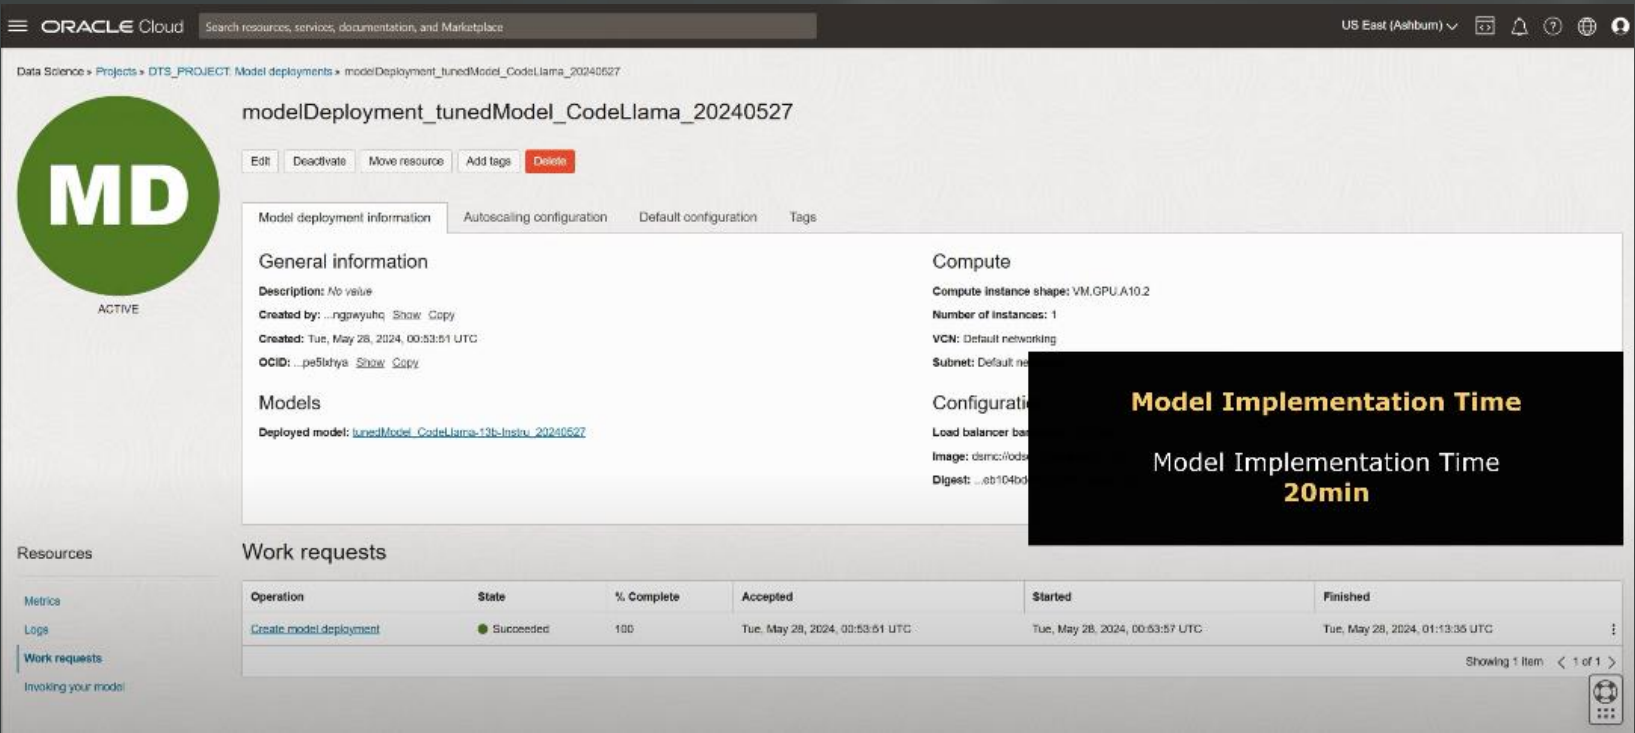 ORACLE Cloud
Search resources, services, documentation, and Marketplace
US East (Ashburn)
Data Science » Projects » DTS_PROJECT: Model deployments » modelDeployment_tunedModel_CodeLlama_20240527
MD
ACTIVE
modelDeployment_tunedModel_CodeLlama_20240527
Edit Deactivate Move resource Add tags Delete
Model deployment information Autoscaling configuration Default configuration Tags
General information
Description: No value
Created by: ...ngpwyuhq Show Copy
Created: Tue, May 28, 2024, 00:53:51 UTC
OCID: Show Copy
Models
Deployed model: tunedModel_CodeLlama-13b-Instru_20240527
Compute
Compute instance shape: VM.GPU.A10.2
Number of instances: 1
VCN: Default networking
Subnet: Default ne
Configurati
Load balancer ban
Image: dsmc://ods
Digest: ...eb104bd
Model Implementation Time
Model Implementation Time
20min
Resources
Metrics
Logs
Work requests
Invoking your model
Work requests
Operation State % Complete Accepted Started Finished
Create model deployment Succeeded 100 Tue, May 28, 2024, 00:53:51 UTC Tue, May 28, 2024, 00:53:57 UTC Tue, May 28, 2024, 01:13:35 UTC
Showing 1 item < 1 of 1 >